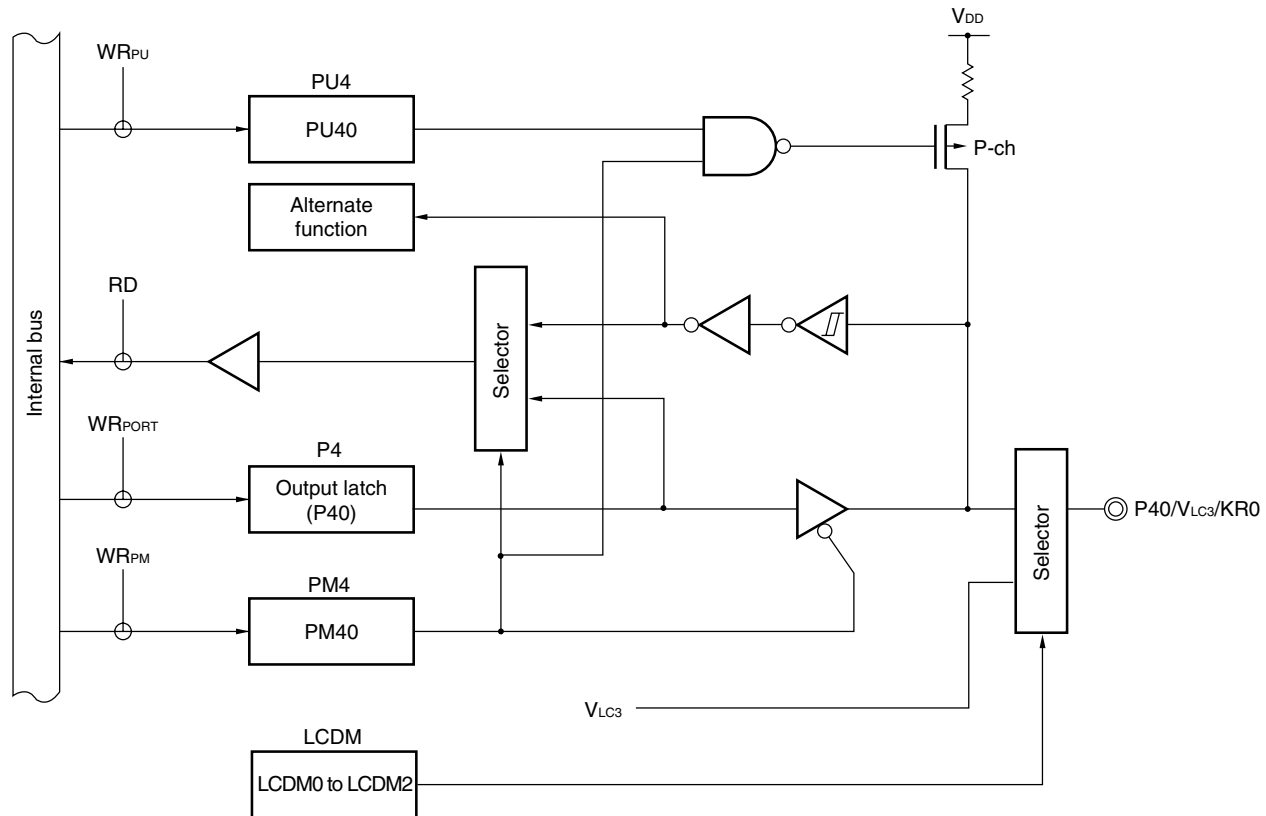 VDD
WRPU
PU4
PU40
P-ch
Alternate
function
RD
Selector
Internal bus
WRPORT
P4
Output latch
(P40)
Selector
P40/VLC3/KR0
WRPM
PM4
PM40
VLC3
LCDM
LCDM0 to LCDM2